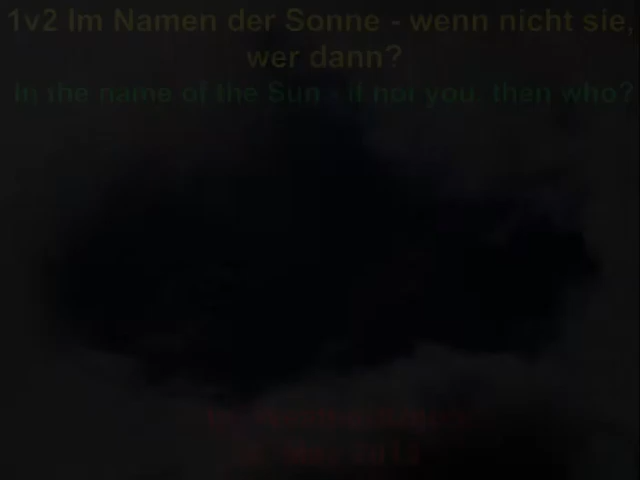 1v2 Im Namen der Sonne - wenn nicht sie,
wer dann?
In the name of the Sun - if not you, then who?